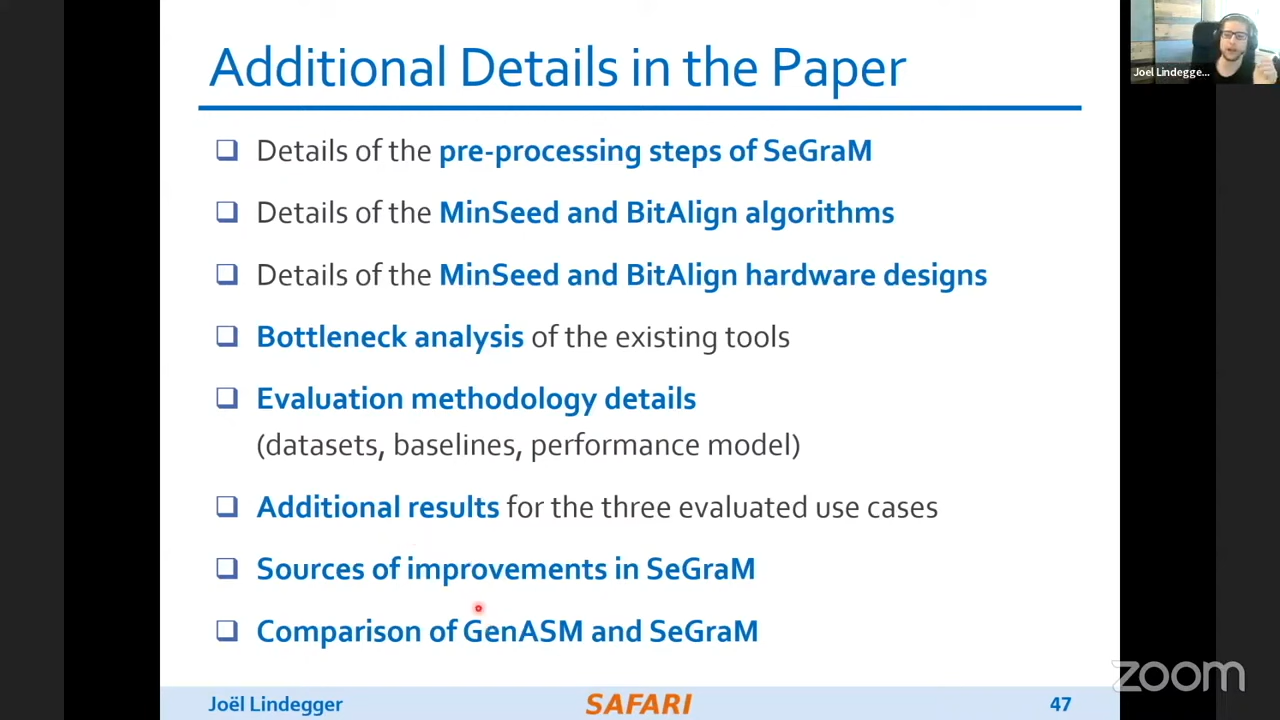 Additional Details in the Paper
Joel Lindegge...
Details of the pre-processing steps of SeGraM
Details of the MinSeed and BitAlign algorithms
Details of the MinSeed and BitAlign hardware designs
Bottleneck analysis of the existing tools
Evaluation methodology details
(datasets, baselines, performance model)
Additional results for the three evaluated use cases
Sources of improvements in SeGraM
Comparison of GenASM and SeGraM
zoom
Joël Lindegger
SAFARI
47